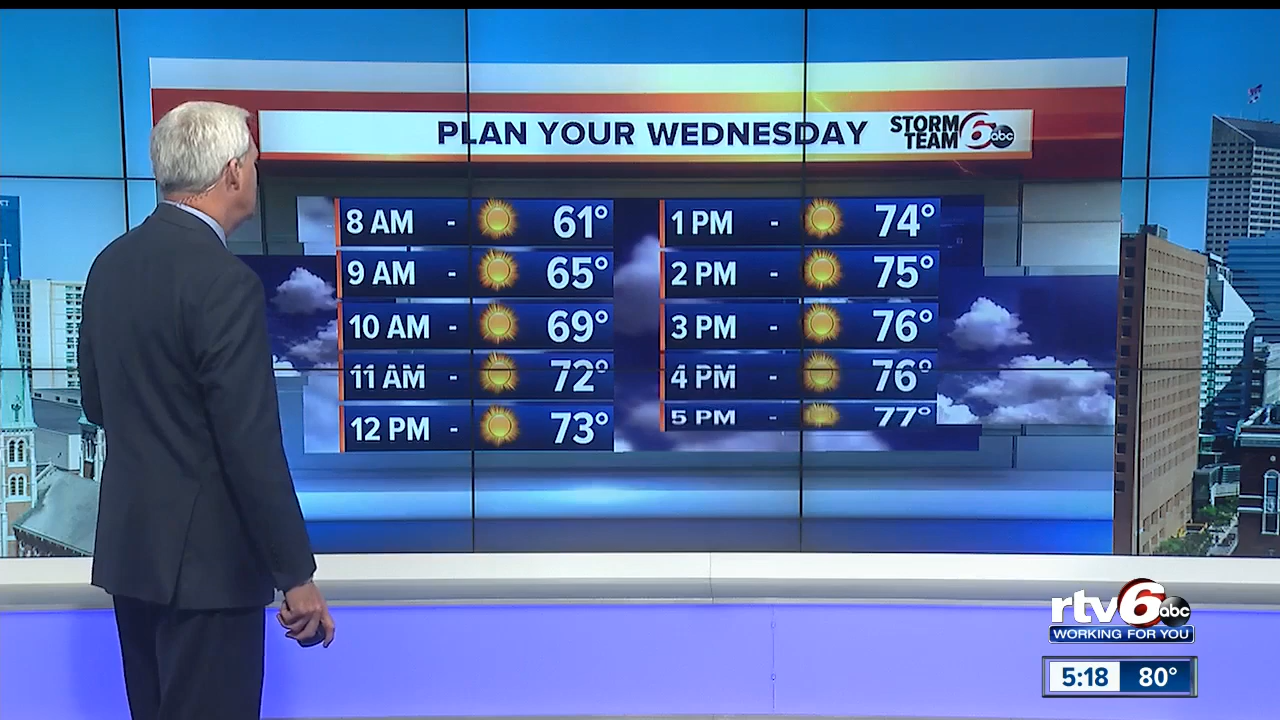 PLAN YOUR WEDNESDAY
STORM TEAM 6 abc
8 AM - 61°
9 AM - 65°
10 AM - 69°
11 AM - 72°
12 PM - 73°
1 PM - 74°
2 PM - 75°
3 PM - 76°
4 PM - 76°
5 PM - 77°
rtv6 abc
WORKING FOR YOU
5:18 80°